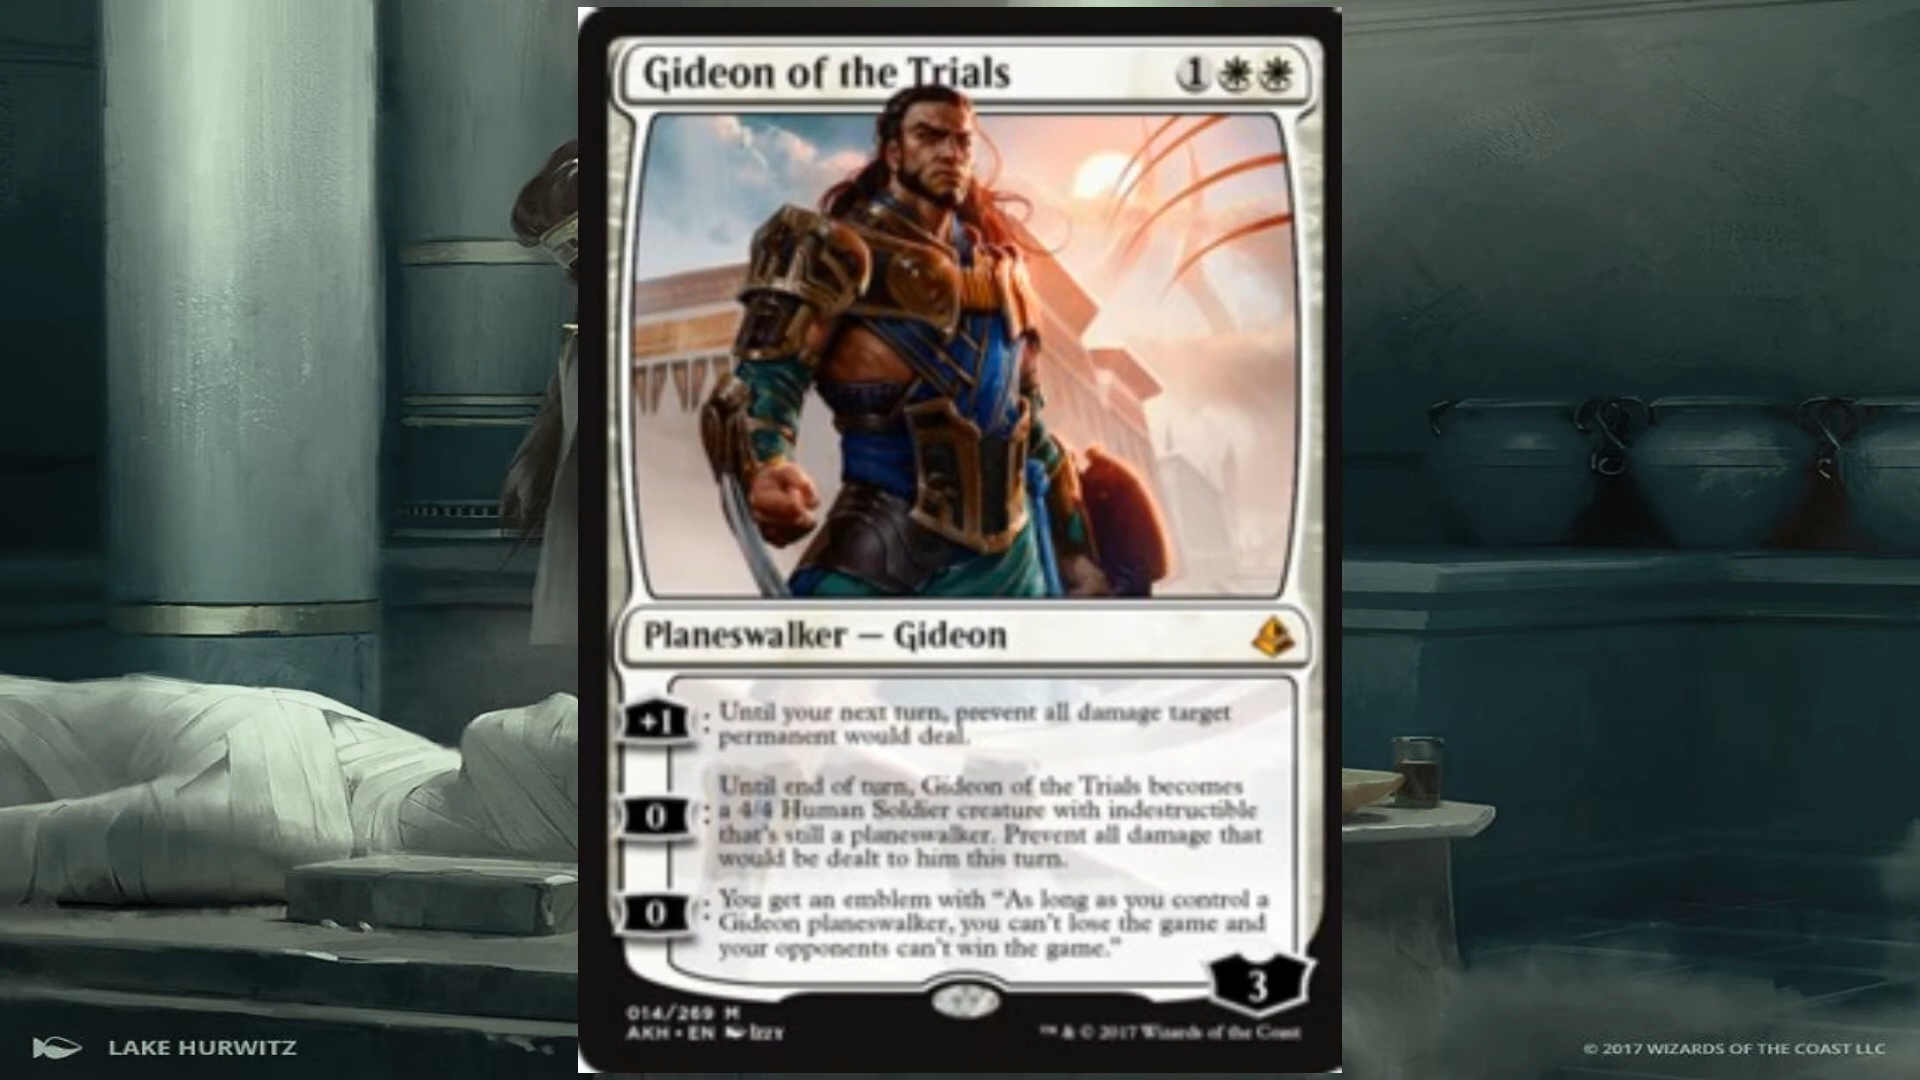 Gideon of the Trials 1
Planeswalker — Gideon
+1 : Until your next turn, prevent all damage target
permanent would deal.
0 : Until end of turn, Gideon of the Trials becomes
a 4/4 Human Soldier creature with indestructible
that's still a planeswalker. Prevent all damage that
would be dealt to him this turn.
0 : You get an emblem with "As long as you control a
Gideon planeswalker, you can't lose the game and
your opponents can't win the game."
3
014/269 M
AKH • EN Izzy
™ & © 2017 Wizards of the Coast
LAKE HURWITZ
© 2017 WIZARDS OF THE COAST LLC